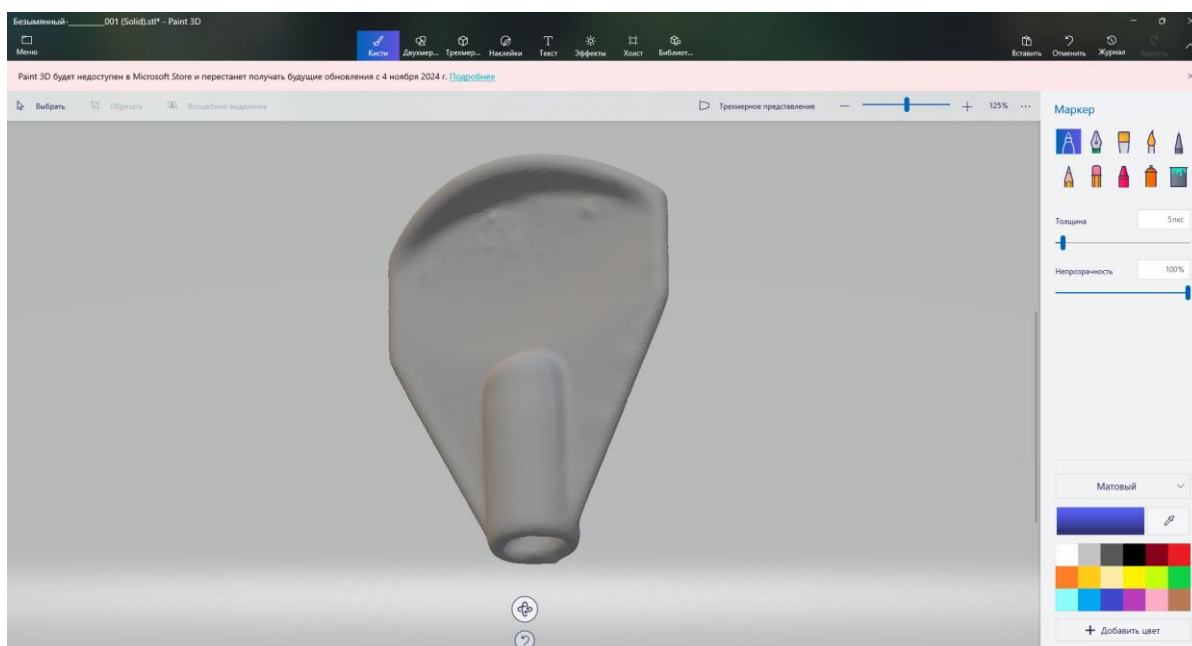 Безымянный-________001 (Solid).stl* - Paint 3D
Меню
Кисти
Двухмер...
Трехмер...
Наклейки
Текст
Эффекты
Холст
Библиот...
Вставить
Отменить
Журнал
Вернуть
Paint 3D будет недоступен в Microsoft Store и перестанет получать будущие обновления с 4 ноября 2024 г. Подробнее
Выбрать
Обрезать
Волшебное выделение
Трехмерное представление
125%
Маркер
Толщина
5пкс
Непрозрачность
100%
Матовый
Добавить цвет